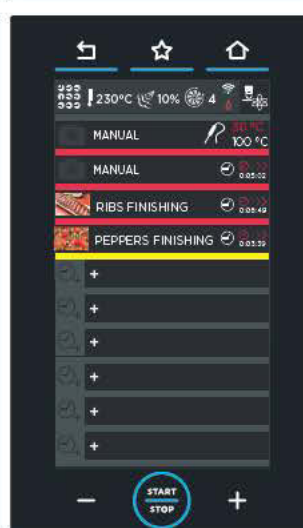 230°C 10% 4
MANUAL 30 °C
100 °C
MANUAL 0:05:02
RIBS FINISHING 0:05:49
PEPPERS FINISHING 0:03:39
+
+
+
+
+
+
− START +
STOP